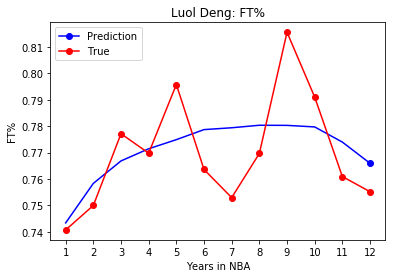 Luol Deng: FT%
Prediction
True
FT%
0.81
0.80
0.79
0.78
0.77
0.76
0.75
0.74
1 2 3 4 5 6 7 8 9 10 11 12
Years in NBA